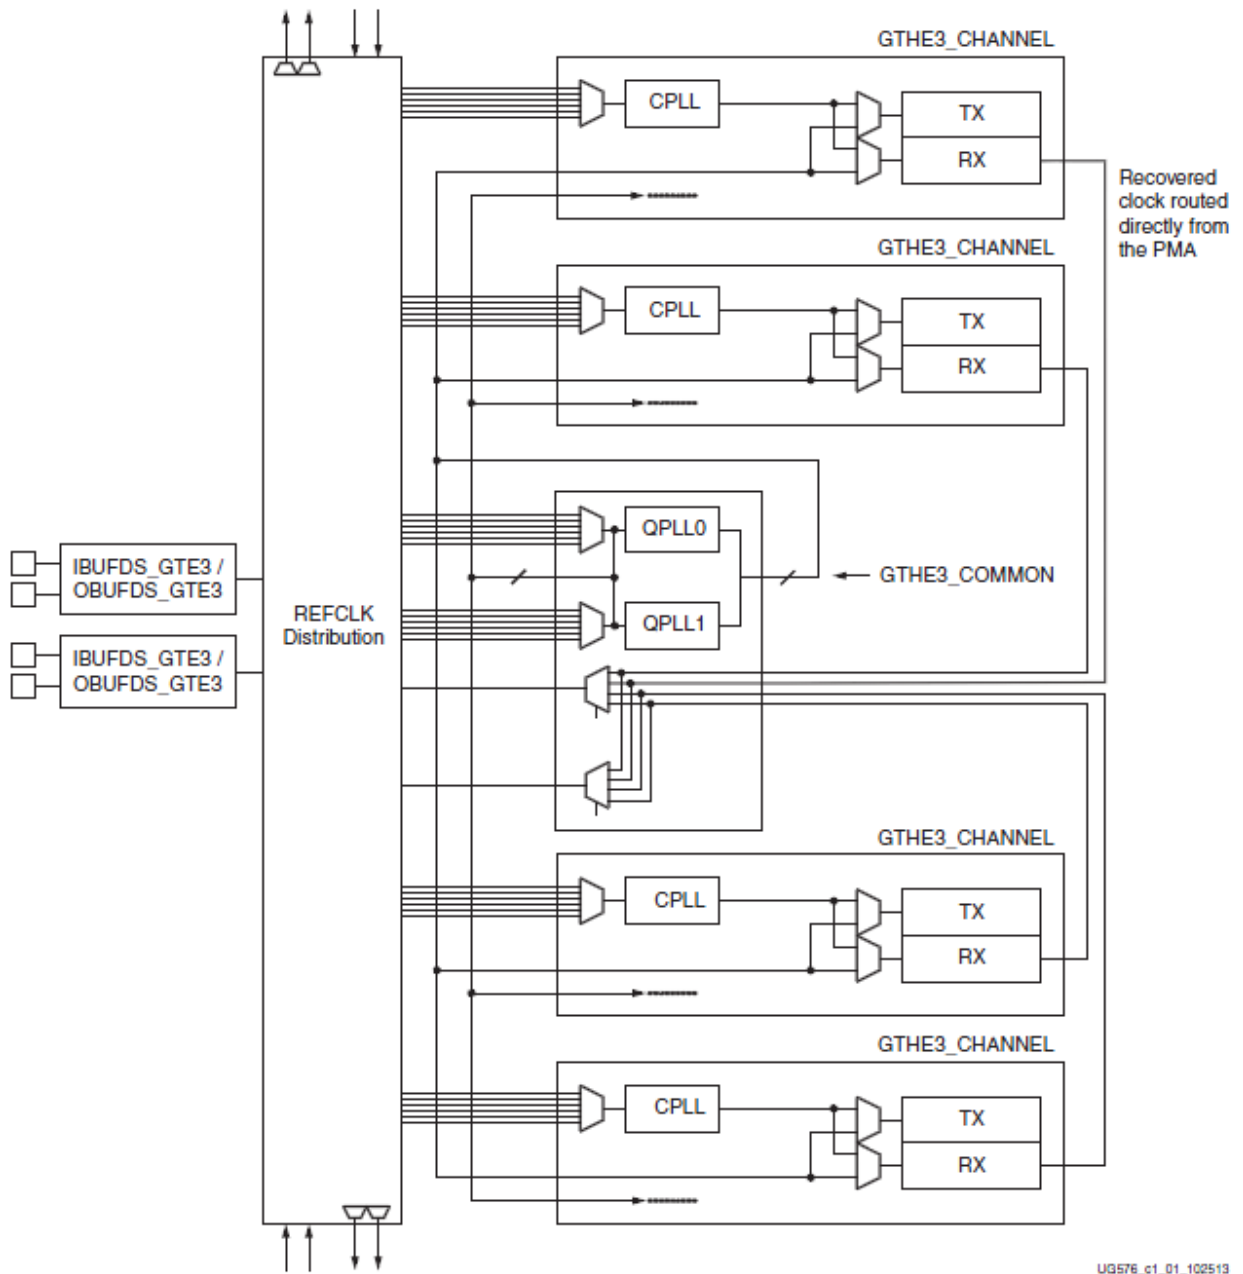 GTHE3_CHANNEL
CPLL
TX
RX
Recovered
clock routed
directly from
the PMA
GTHE3_CHANNEL
CPLL
TX
RX
QPLL0
GTHE3_COMMON
QPLL1
IBUFDS_GTE3 /
OBUFDS_GTE3
REFCLK
Distribution
IBUFDS_GTE3 /
OBUFDS_GTE3
GTHE3_CHANNEL
CPLL
TX
RX
GTHE3_CHANNEL
CPLL
TX
RX
UG576_c1_01_102513